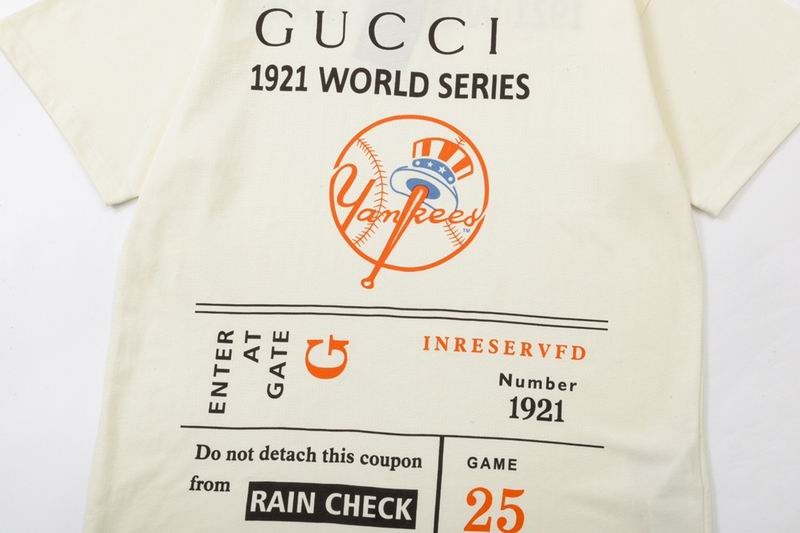 GUCCI
1921 WORLD SERIES
Yankees
TM
ENTER
AT
GATE
G
INRESERVFD
Number
1921
Do not detach this coupon
from
RAIN CHECK
GAME
25